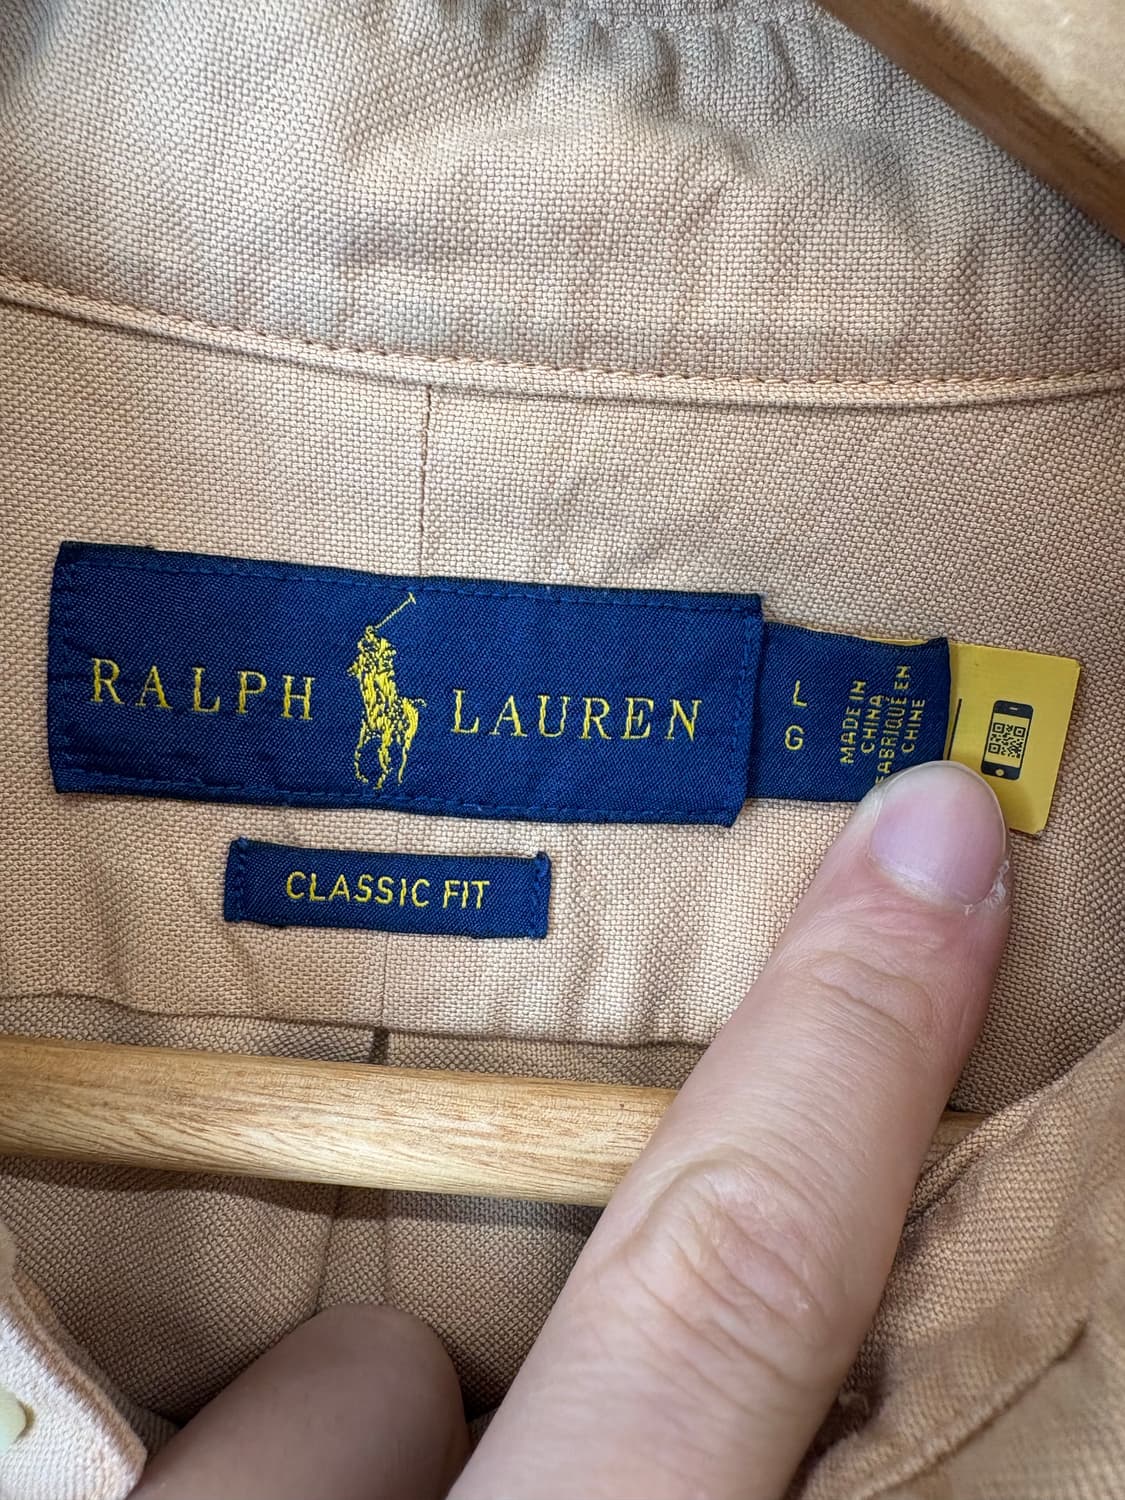 RALPH LAUREN
CLASSIC FIT
L
G
MADE IN
CHINA
FABRIQUÉ EN
CHINE